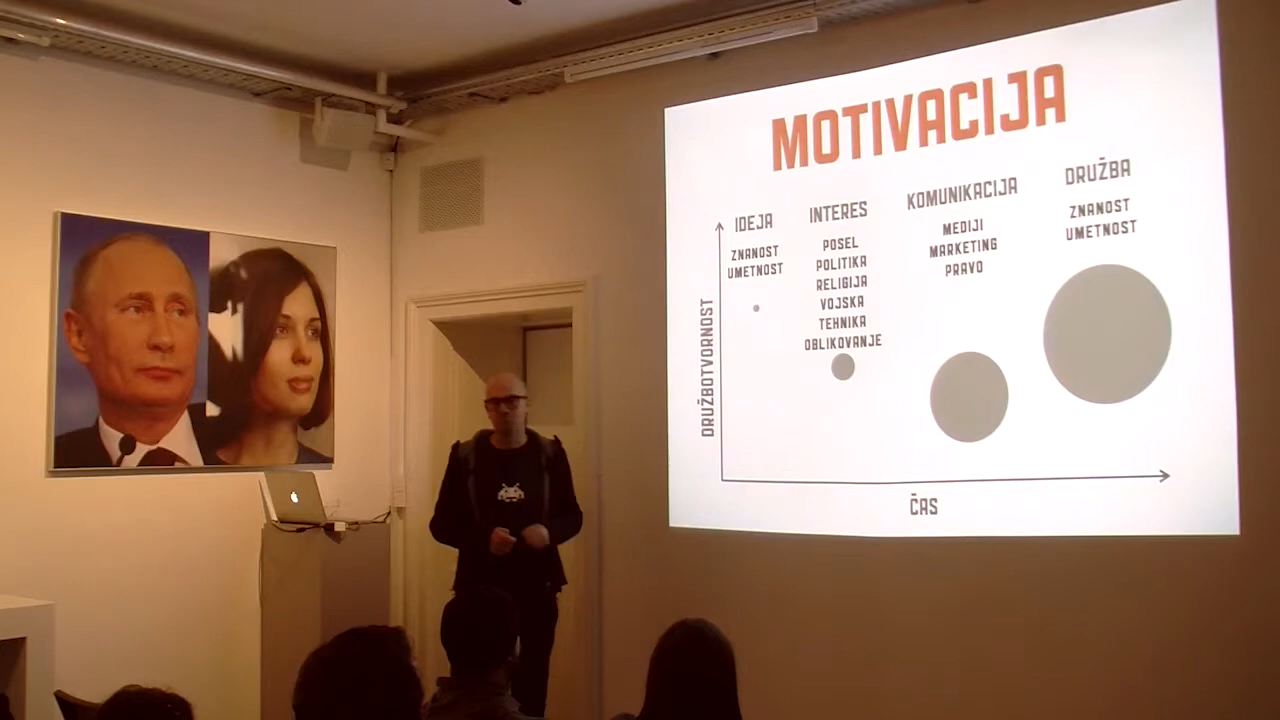 MOTIVACIJA
IDEJA
ZNANOST
UMETNOST
INTERES
POSEL
POLITIKA
RELIGIJA
VOJSKA
TEHNIKA
OBLIKOVANJE
KOMUNIKACIJA
MEDIJI
MARKETING
PRAVO
DRUŽBA
ZNANOST
UMETNOST
DRUŽBOTVORNOST
ČAS